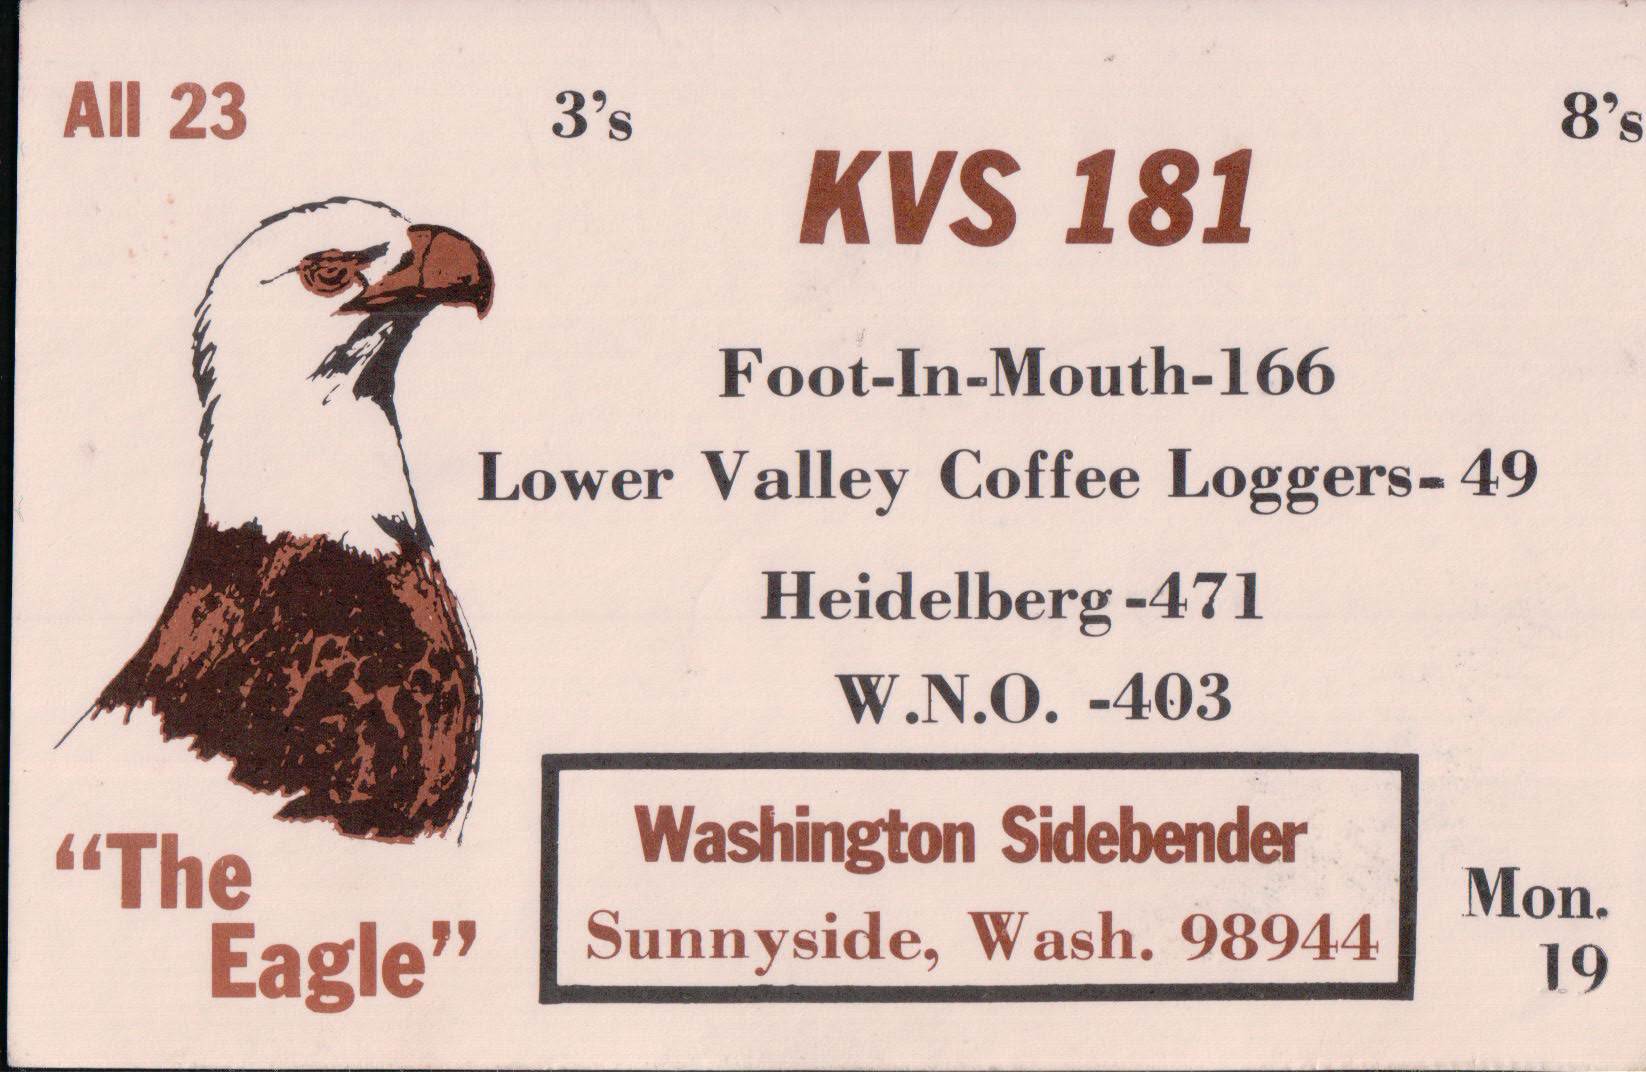 All 23 3's 8's
KVS 181
Foot-In-Mouth-166
Lower Valley Coffee Loggers-49
Heidelberg-471
W.N.O. -403
Washington Sidebender
Sunnyside, Wash. 98944
Mon.
19
"The
Eagle"